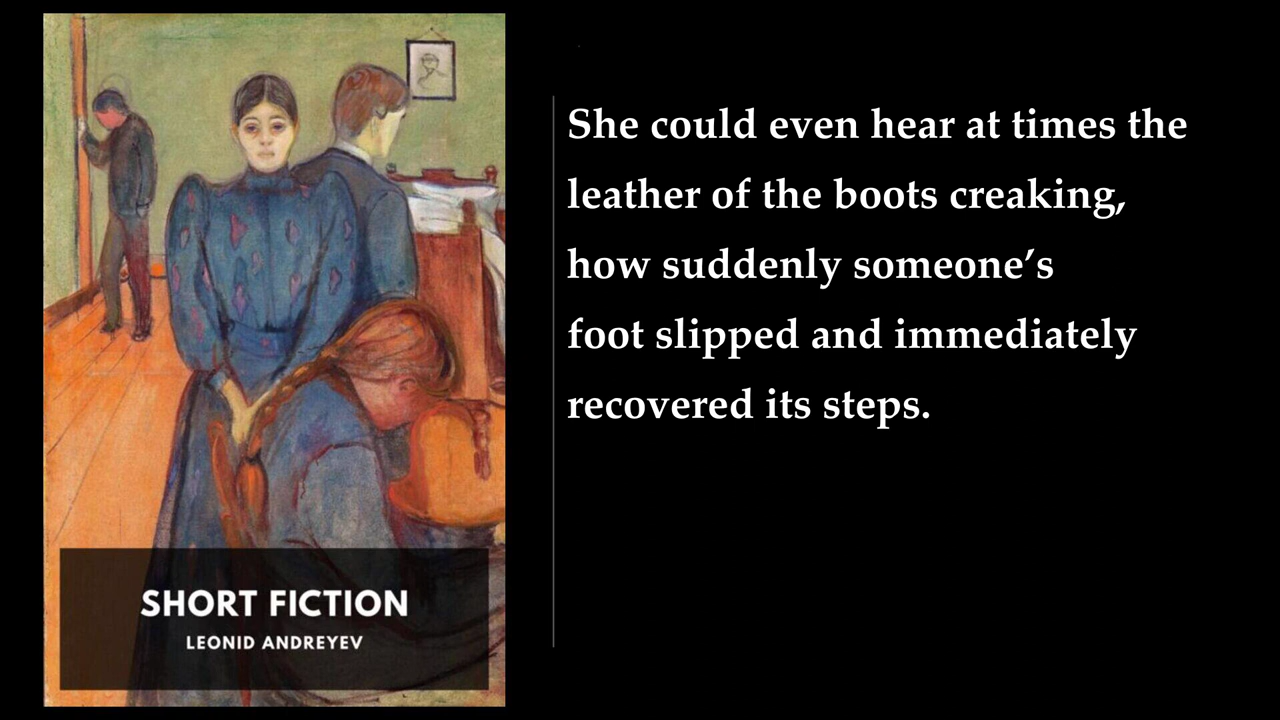 She could even hear at times the
leather of the boots creaking,
how suddenly someone’s
foot slipped and immediately
recovered its steps.
SHORT FICTION
LEONID ANDREYEV